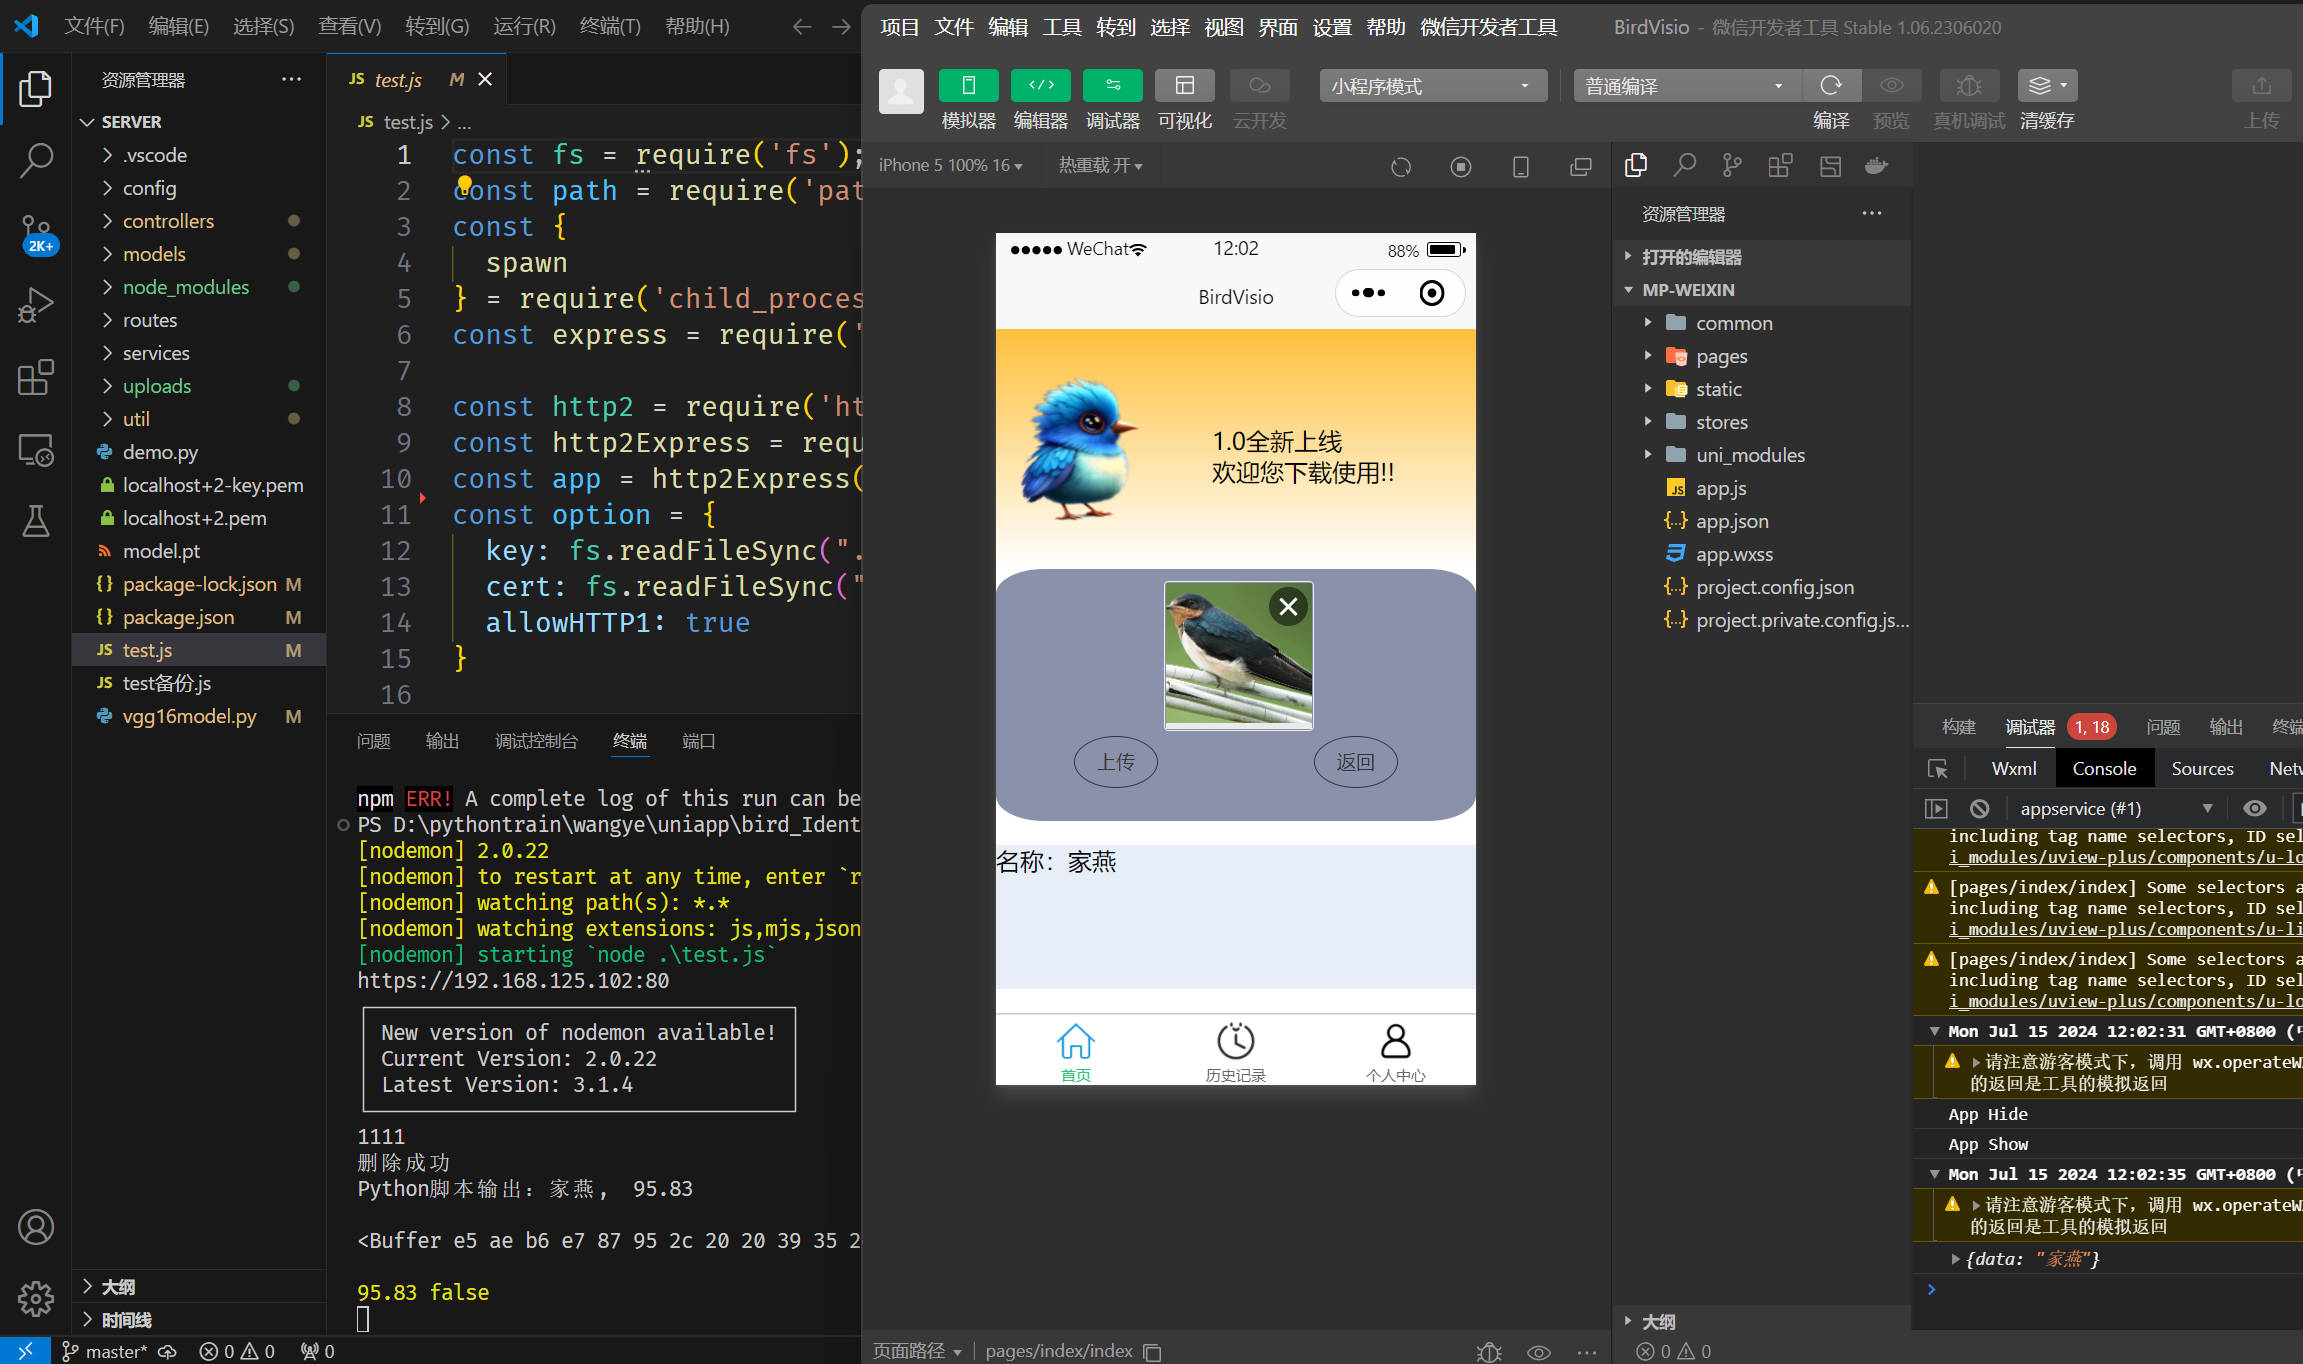 文件(F) 编辑(E) 选择(S) 查看(V) 转到(G) 运行(R) 终端(T) 帮助(H)
资源管理器
SERVER
.vscode
config
controllers
models
node_modules
routes
services
uploads
util
demo.py
localhost+2-key.pem
localhost+2.pem
model.pt
package-lock.json M
package.json M
test.js M
test备份.js
vgg16model.py M
大纲
时间线
2K+
JS test.js M
JS test.js > ...
1 const fs = require('fs');
2 const path = require('pat
3 const {
4 spawn
5 } = require('child_proces
6 const express = require('
7
8 const http2 = require('ht
9 const http2Express = requ
10 const app = http2Express(
11 const option = {
12 key: fs.readFileSync(".
13 cert: fs.readFileSync("
14 allowHTTP1: true
15 }
16
问题 输出 调试控制台 终端 端口
npm ERR! A complete log of this run can be
PS D:\pythontrain\wangye\uniapp\bird_Ident
[nodemon] 2.0.22
[nodemon] to restart at any time, enter `r
[nodemon] watching path(s): *.*
[nodemon] watching extensions: js,mjs,json
[nodemon] starting `node .\test.js`
https://192.168.125.102:80
New version of nodemon available!
Current Version: 2.0.22
Latest Version: 3.1.4
1111
删除成功
Python脚本输出：家燕, 95.83
<Buffer e5 ae b6 e7 87 95 2c 20 20 39 35 2
95.83 false
master* 0 0 0
项目 文件 编辑 工具 转到 选择 视图 界面 设置 帮助 微信开发者工具
BirdVisio - 微信开发者工具 Stable 1.06.2306020
模拟器 编辑器 调试器 可视化 云开发
小程序模式
普通编译
编译 预览 真机调试 清缓存 上传
iPhone 5 100% 16
热重载 开
WeChat 12:02 88%
BirdVisio
1.0全新上线
欢迎您下载使用!!
上传 返回
名称：家燕
首页 历史记录 个人中心
页面路径 pages/index/index
资源管理器
打开的编辑器
MP-WEIXIN
common
pages
static
stores
uni_modules
JS app.js
{..} app.json
app.wxss
{..} project.config.json
{..} project.private.config.js...
大纲
0 0
构建 调试器 1, 18 问题 输出 终端
Wxml Console Sources Netw
appservice (#1)
including tag name selectors, ID sel
i_modules/uview-plus/components/u-lo
[pages/index/index] Some selectors a
including tag name selectors, ID sel
i_modules/uview-plus/components/u-li
[pages/index/index] Some selectors a
including tag name selectors, ID sel
i_modules/uview-plus/components/u-lo
Mon Jul 15 2024 12:02:31 GMT+0800 (
请注意游客模式下，调用 wx.operateW
的返回是工具的模拟返回
App Hide
App Show
Mon Jul 15 2024 12:02:35 GMT+0800 (
请注意游客模式下，调用 wx.operateW
的返回是工具的模拟返回
{data: "家燕"}